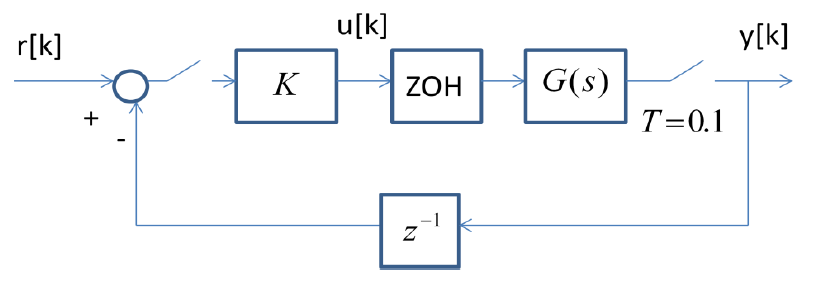 r[k]
u[k]
y[k]
K
ZOH
G(s)
T=0.1
+
-
z⁻¹